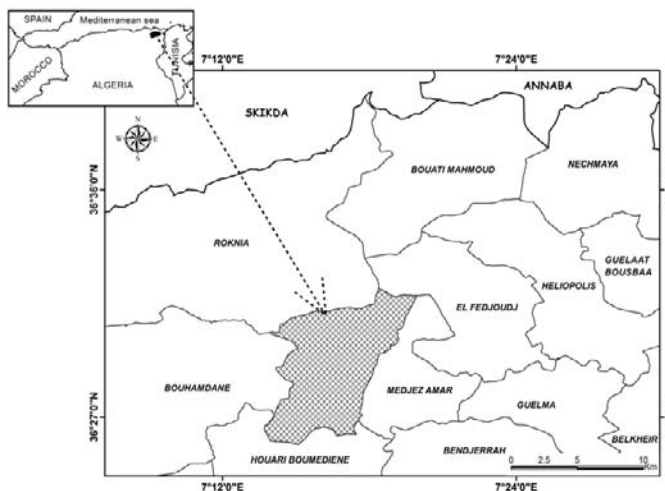 SPAIN
Mediterranean sea
MOROCCO
ALGERIA
TUNISIA
7°12'0"E
7°24'0"E
N
W
E
S
SKIKDA
ANNABA
36°36'0"N
BOUATI MAHMOUD
NECHMAYA
ROKNIA
GUELAAT
BOUSBAA
HELIOPOLIS
EL FEDJOUDJ
BOUHAMDANE
MEDJEZ AMAR
GUELMA
36°27'0"N
BELKHEIR
HOUARI BOUMEDIENE
BENDJERRAH
0 2.5 5 10
Km
7°12'0"E
7°24'0"E